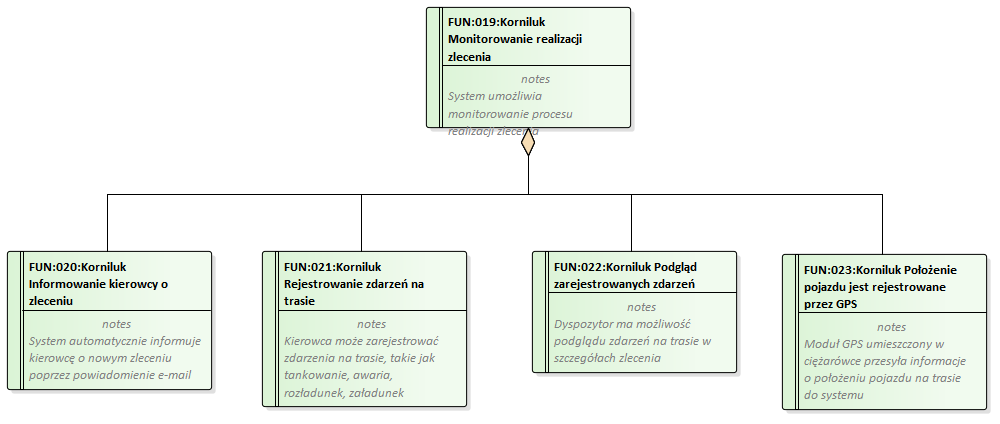 FUN:019:Korniluk
Monitorowanie realizacji
zlecenia
notes
System umożliwia
monitorowanie procesu
realizacji zlecenia
FUN:020:Korniluk
Informowanie kierowcy o
zleceniu
notes
System automatycznie informuje
kierowcę o nowym zleceniu
poprzez powiadomienie e-mail
FUN:021:Korniluk
Rejestrowanie zdarzeń na
trasie
notes
Kierowca może zarejestrować
zdarzenia na trasie, takie jak
tankowanie, awaria,
rozładunek, załadunek
FUN:022:Korniluk Podgląd
zarejestrowanych zdarzeń
notes
Dyspozytor ma możliwość
podglądu zdarzeń na trasie w
szczegółach zlecenia
FUN:023:Korniluk Położenie
pojazdu jest rejestrowane
przez GPS
notes
Moduł GPS umieszczony w
ciężarówce przesyła informacje
o położeniu pojazdu na trasie
do systemu